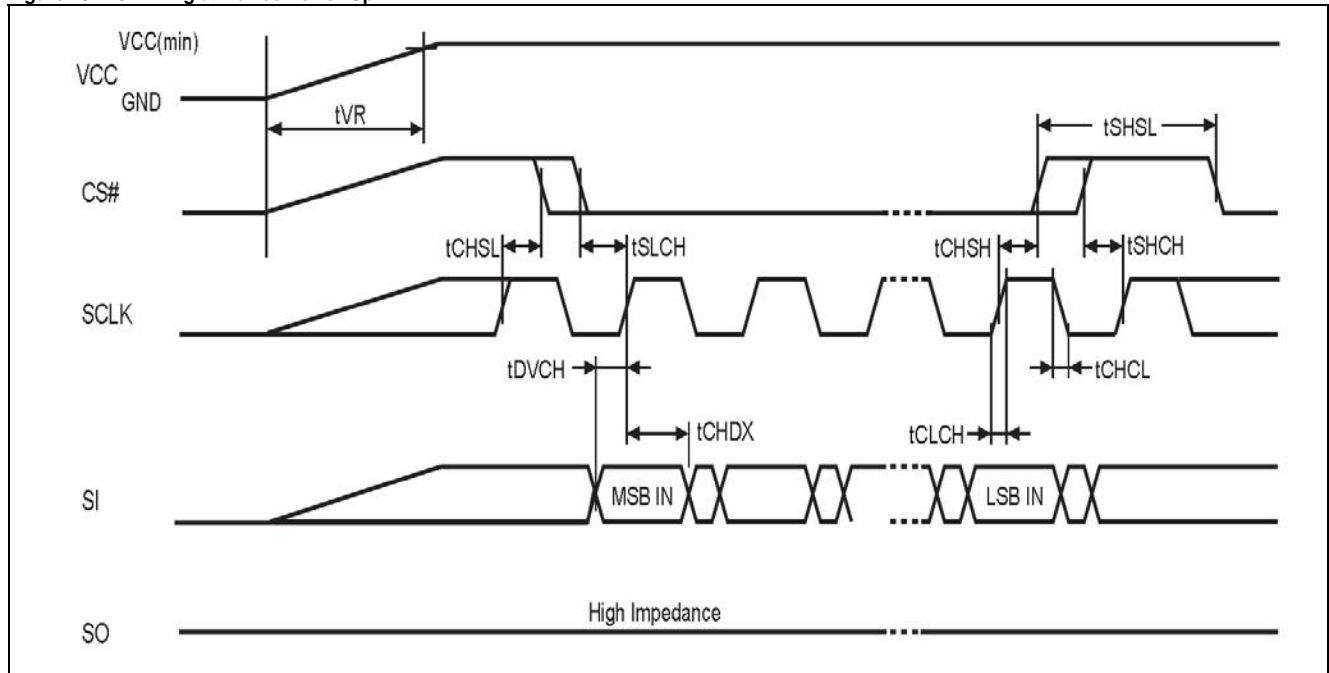 VCC(min)
VCC
GND
tVR
tSHSL
CS#
tCHSL
tSLCH
tCHSH
tSHCH
SCLK
tDVCH
tCHCL
tCHDX
tCLCH
SI
MSB IN
LSB IN
High Impedance
SO